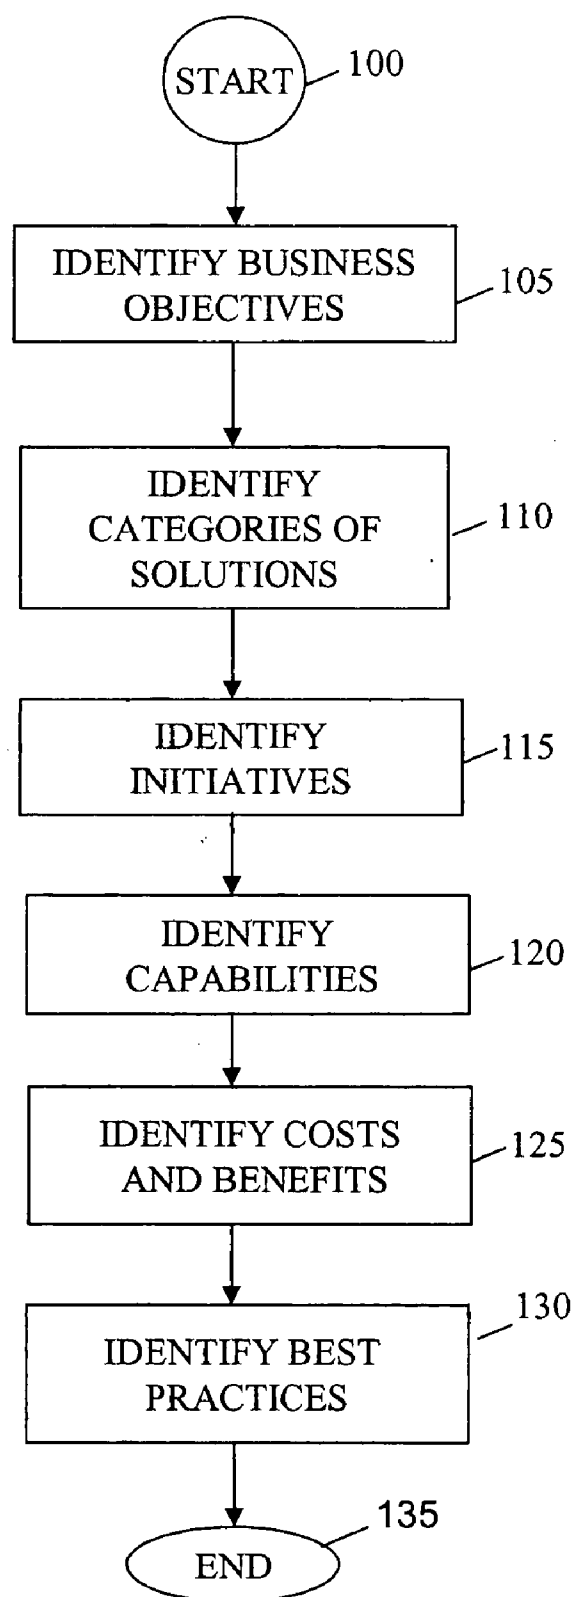 START
100
IDENTIFY BUSINESS
OBJECTIVES
105
IDENTIFY
CATEGORIES OF
SOLUTIONS
110
IDENTIFY
INITIATIVES
115
IDENTIFY
CAPABILITIES
120
IDENTIFY COSTS
AND BENEFITS
125
IDENTIFY BEST
PRACTICES
130
END
135